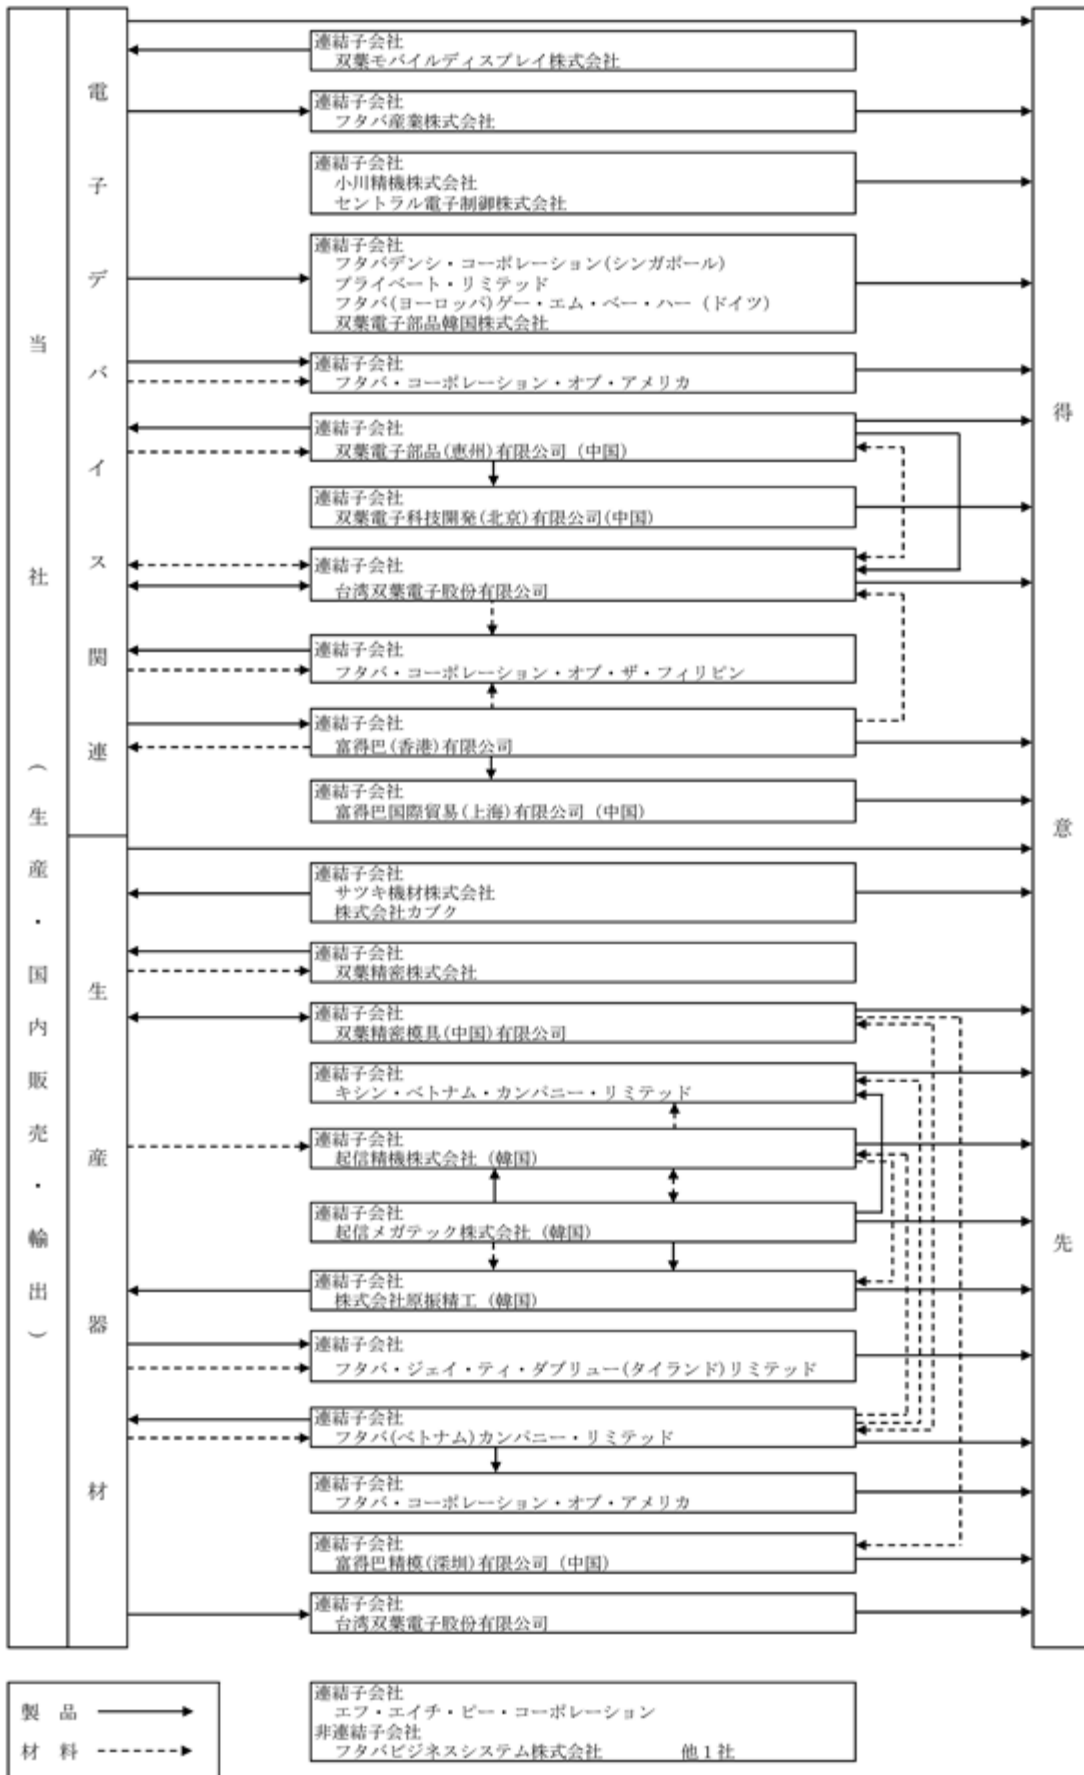 当社(生産・国内販売・輸出)
電子デバイス関連
連結子会社
双葉モバイルディスプレイ株式会社
連結子会社
フタバ産業株式会社
連結子会社
小川精機株式会社
セントラル電子制御株式会社
連結子会社
フタバデンシ・コーポレーション(シンガポール)
プライベート・リミテッド
フタバ(ヨーロッパ)ゲー・エム・ベー・ハー (ドイツ)
双葉電子部品韓国株式会社
連結子会社
フタバ・コーポレーション・オブ・アメリカ
連結子会社
双葉電子部品(恵州)有限公司 (中国)
連結子会社
双葉電子科技開発(北京)有限公司(中国)
連結子会社
台湾双葉電子股份有限公司
連結子会社
フタバ・コーポレーション・オブ・ザ・フィリピン
連結子会社
富得巴(香港)有限公司
連結子会社
富得巴国際貿易(上海)有限公司 (中国)
生産器材
連結子会社
サツキ機材株式会社
株式会社カブク
連結子会社
双葉精密株式会社
連結子会社
双葉精密模具(中国)有限公司
連結子会社
キシン・ベトナム・カンパニー・リミテッド
連結子会社
起信精機株式会社 (韓国)
連結子会社
起信メガテック株式会社 (韓国)
連結子会社
株式会社原振精工 (韓国)
連結子会社
フタバ・ジェイ・ティ・ダブリュー(タイランド)リミテッド
連結子会社
フタバ(ベトナム)カンパニー・リミテッド
連結子会社
フタバ・コーポレーション・オブ・アメリカ
連結子会社
富得巴精模(深圳)有限公司 (中国)
連結子会社
台湾双葉電子股份有限公司
得意先
製品
材料
連結子会社
エフ・エイチ・ピー・コーポレーション
非連結子会社
フタバビジネスシステム株式会社 他1社